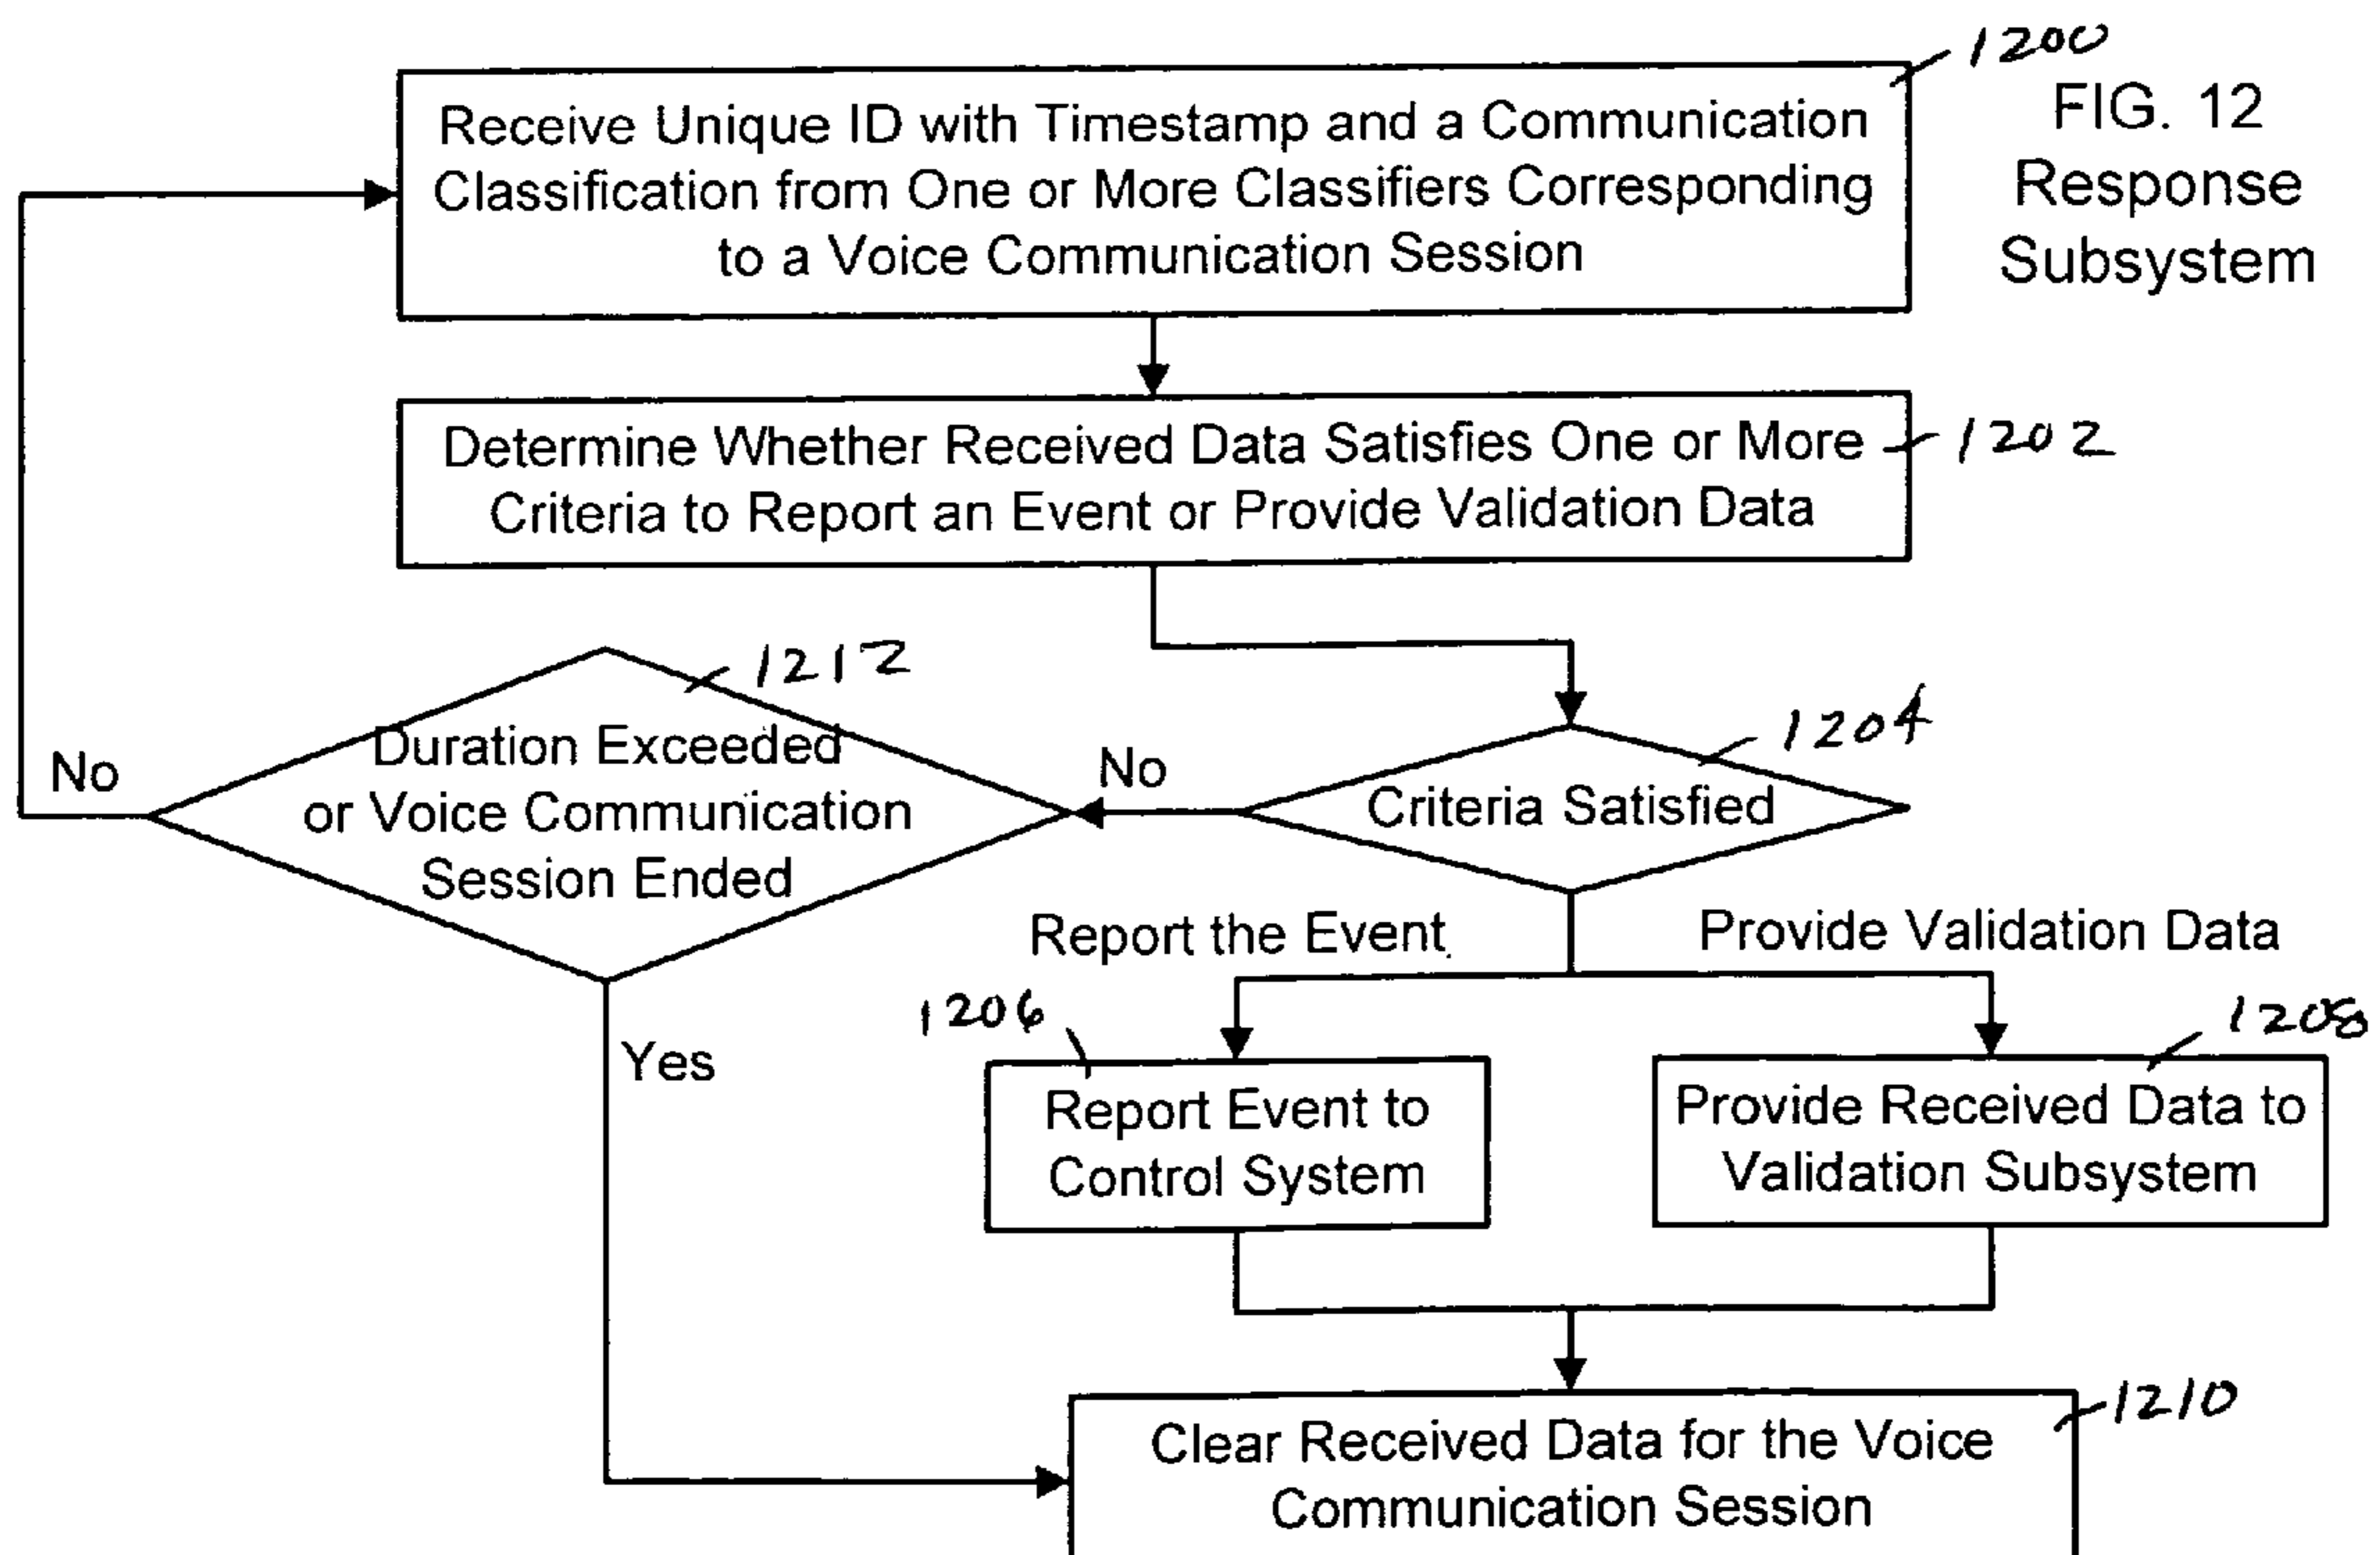 1200
FIG. 12
Response
Subsystem
Receive Unique ID with Timestamp and a Communication
Classification from One or More Classifiers Corresponding
to a Voice Communication Session
Determine Whether Received Data Satisfies One or More
Criteria to Report an Event or Provide Validation Data
1202
1212
Duration Exceeded
or Voice Communication
Session Ended
No
No
1204
Criteria Satisfied
Report the Event
Provide Validation Data
Yes
1206
Report Event to
Control System
1208
Provide Received Data to
Validation Subsystem
1210
Clear Received Data for the Voice
Communication Session